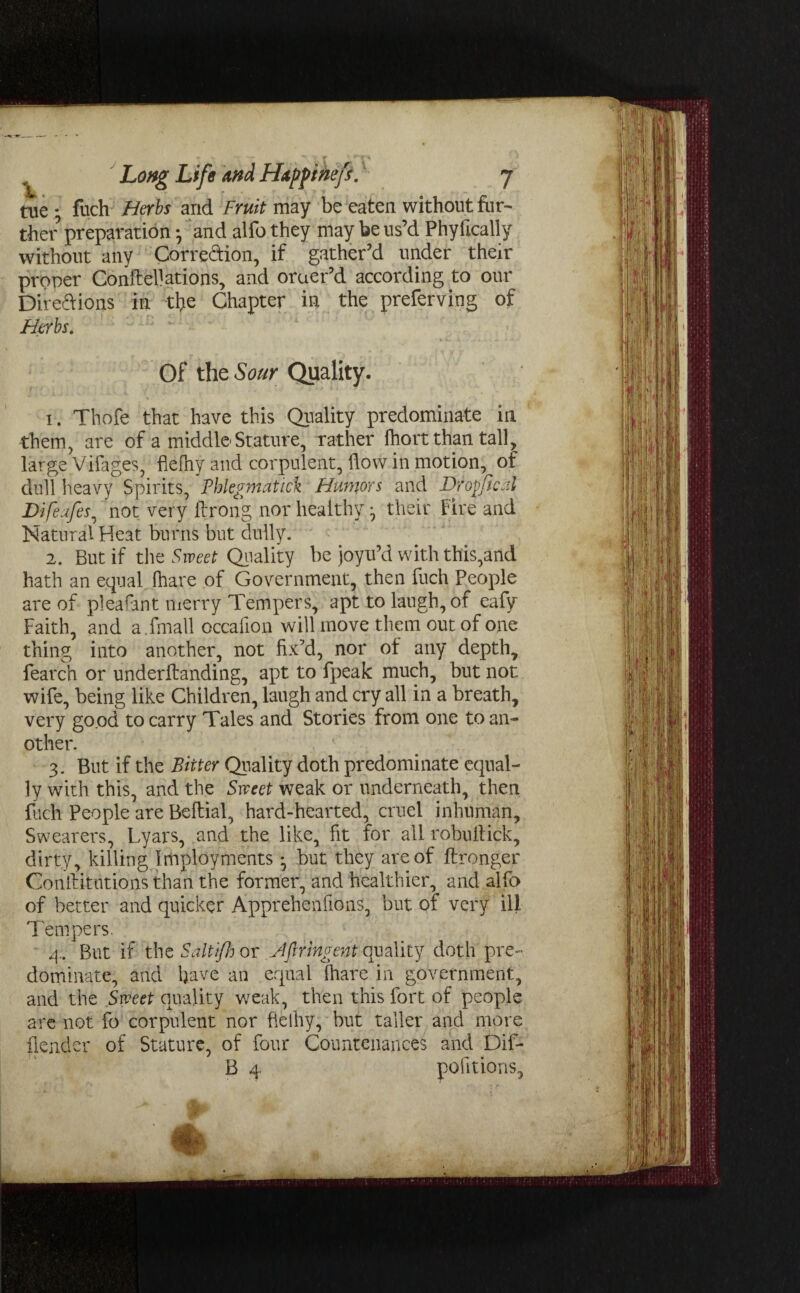 Long Life and Happiness. 7
tue; ſuch Herbs and Fruit may be eaten without fur-
ther preparation; and alſo they may be us'd Phyſically
without any Correction, if gather'd under their
proper Conſtellations, and oruer'd according to our
Directions in the Chapter in the preſerving of
Herbs.
Of the Sour Quality.
1. Thoſe that have this Quality predominate in
them, are of a middle Stature, rather ſhort than tall,
large Viſages, fleſhy and corpulent, ſlow in motion, of
dull heavy Spirits, Phlegmatick Humors and Dropſical
Diſeaſes, not very ſtrong nor healthy; their Fire and
Natural Heat burns but dully.
2. But if the Sweet Quality be joyn'd with this,and
hath an equal ſhare of Government, then ſuch People
are of pleaſant merry Tempers, apt to laugh, of eaſy
Faith, and a ſmall occaſion will move them out of one
thing into another, not fix'd, nor of any depth,
ſearch or underſtanding, apt to ſpeak much, but not
wiſe, being like Children, laugh and cry all in a breath,
very good to carry Tales and Stories from one to an-
other.
3. But if the Bitter Quality doth predominate equal-
ly with this, and the Sweet weak or underneath, then
ſuch People are Beſtial, hard-hearted, cruel inhuman,
Swearers, Lyars, and the like, fit for all robuſtick,
dirty, killing Imployments; but they are of ſtronger
Conſtitutions than the former, and healthier, and alſo
of better and quicker Apprehenſions, but of very ill
Tempers.
4. But if the Saltiſh or Aſtringent quality doth pre-
dominate, and have an equal ſhare in government,
and the Sweet quality weak, then this ſort of people
are not ſo corpulent nor fleſhy, but taller and more
ſlender of Stature, of ſour Countenances and Diſ-
B 4 poſitions,